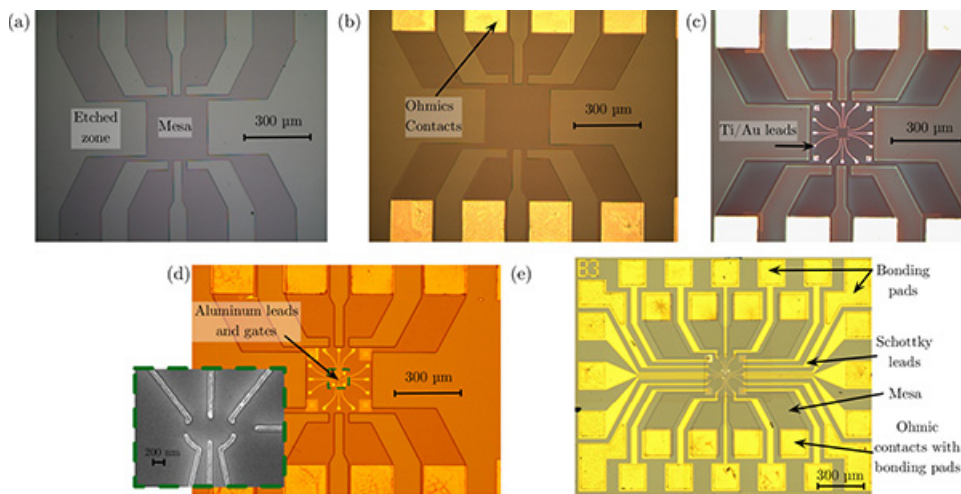 (a)
Etched
zone
Mesa
300 µm
(b)
Ohmics
Contacts
300 µm
(c)
Ti/Au leads
300 µm
(d)
Aluminum leads
and gates
300 µm
200 nm
(e)
B3
Bonding
pads
Schottky
leads
Mesa
Ohmic
contacts with
bonding pads
300 µm